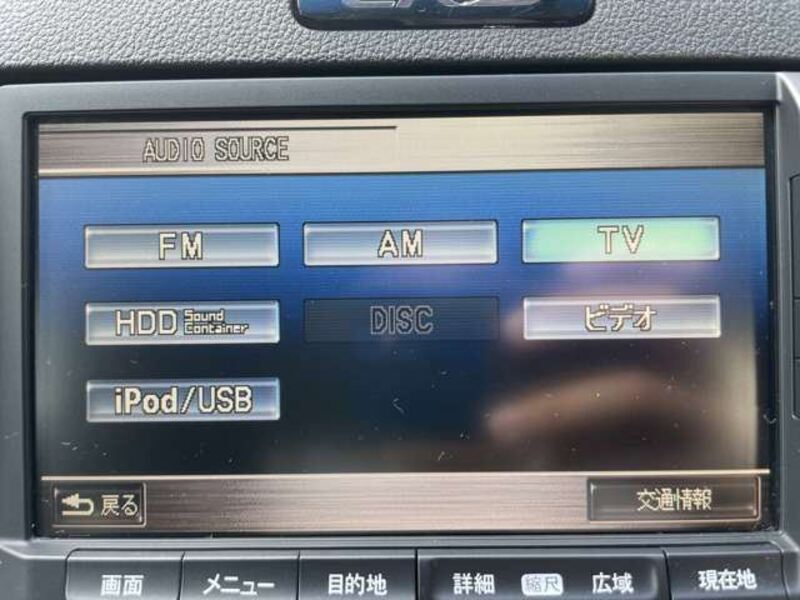 AUDIO SOURCE
FM AM TV
HDD Sound Container DISC ビデオ
iPod/USB
戻る 交通情報
画面 メニュー 目的地 詳細 縮尺 広域 現在地